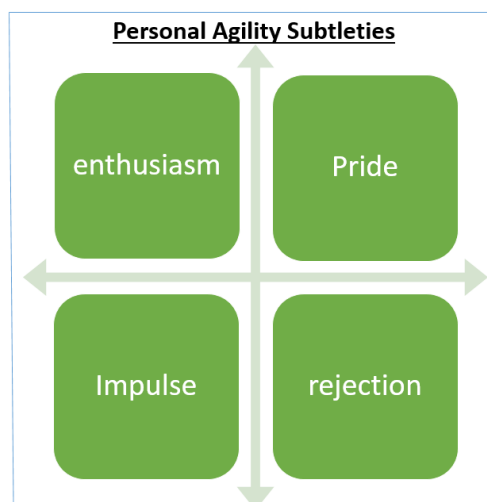 Personal Agility Subtleties
enthusiasm
Pride
Impulse
rejection